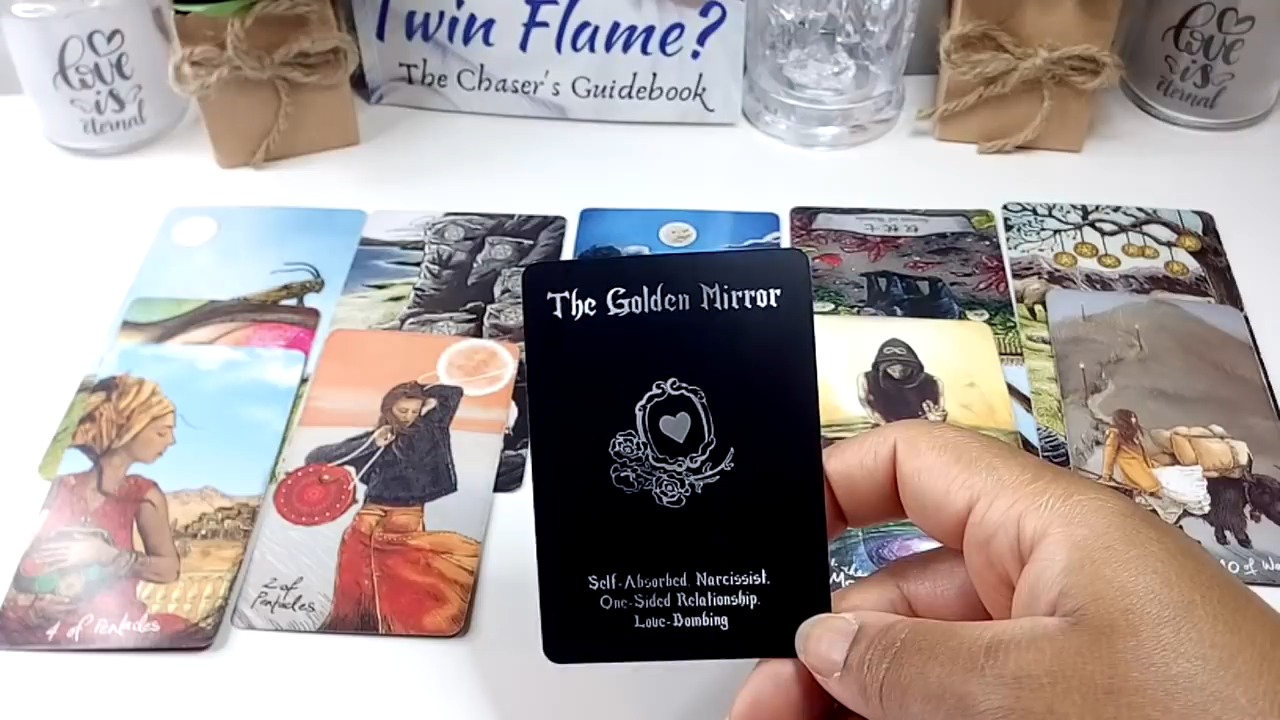 love
is
eternal
Twin Flame?
The Chaser's Guidebook
love
is
eternal
The Golden Mirror
Self-Absorbed, Narcissist.
One-Sided Relationship.
Love-Bombing
2 of
Pentacles
4 of Pentacles